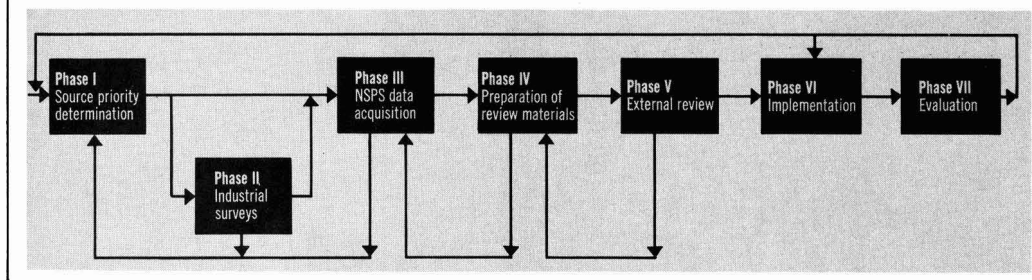 Phase I
Source priority
determination
Phase II
Industrial
surveys
Phase III
NSPS data
acquisition
Phase IV
Preparation of
review materials
Phase V
External review
Phase VI
Implementation
Phase VII
Evaluation